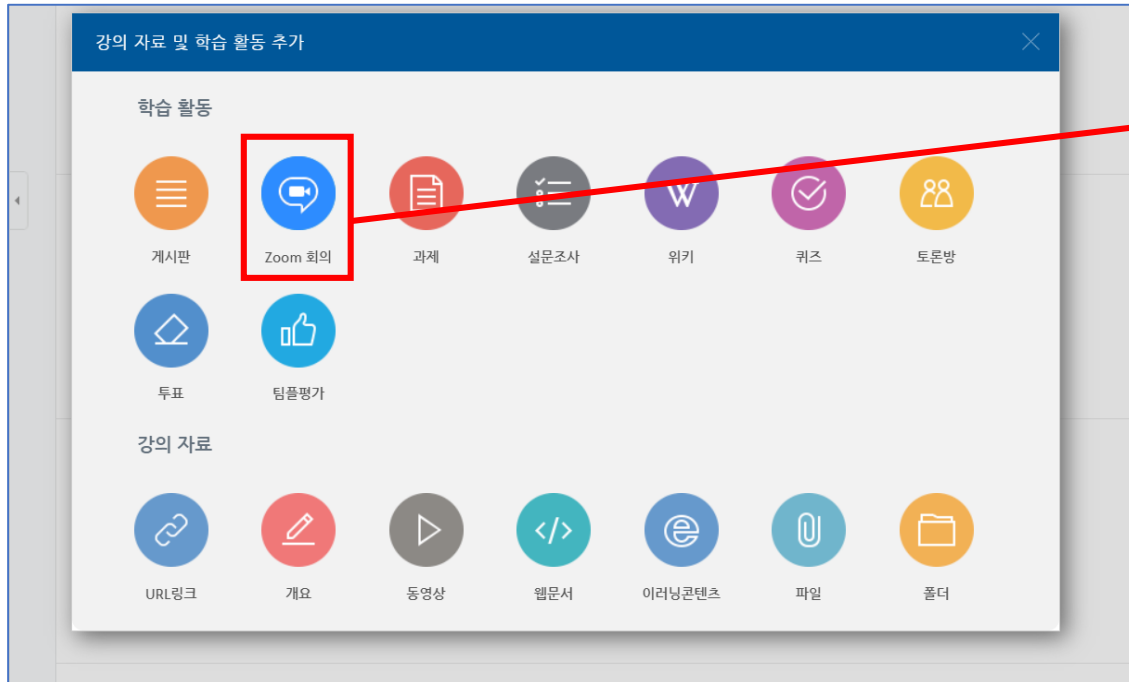 강의 자료 및 학습 활동 추가
학습 활동
게시판 Zoom 회의 과제 설문조사 위키 퀴즈 토론방
투표 팀플평가
강의 자료
URL링크 개요 동영상 웹문서 이러닝콘텐츠 파일 폴더